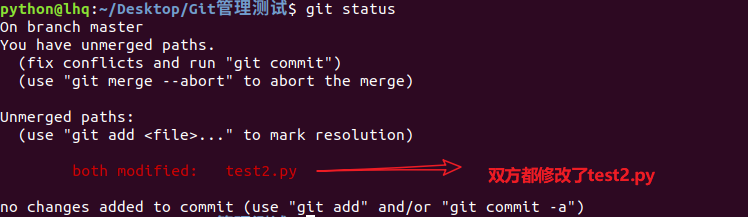 python@lhq:~/Desktop/Git管理测试$ git status
On branch master
You have unmerged paths.
(fix conflicts and run "git commit")
(use "git merge --abort" to abort the merge)
Unmerged paths:
(use "git add <file>..." to mark resolution)
both modified: test2.py
双方都修改了test2.py
no changes added to commit (use "git add" and/or "git commit -a")